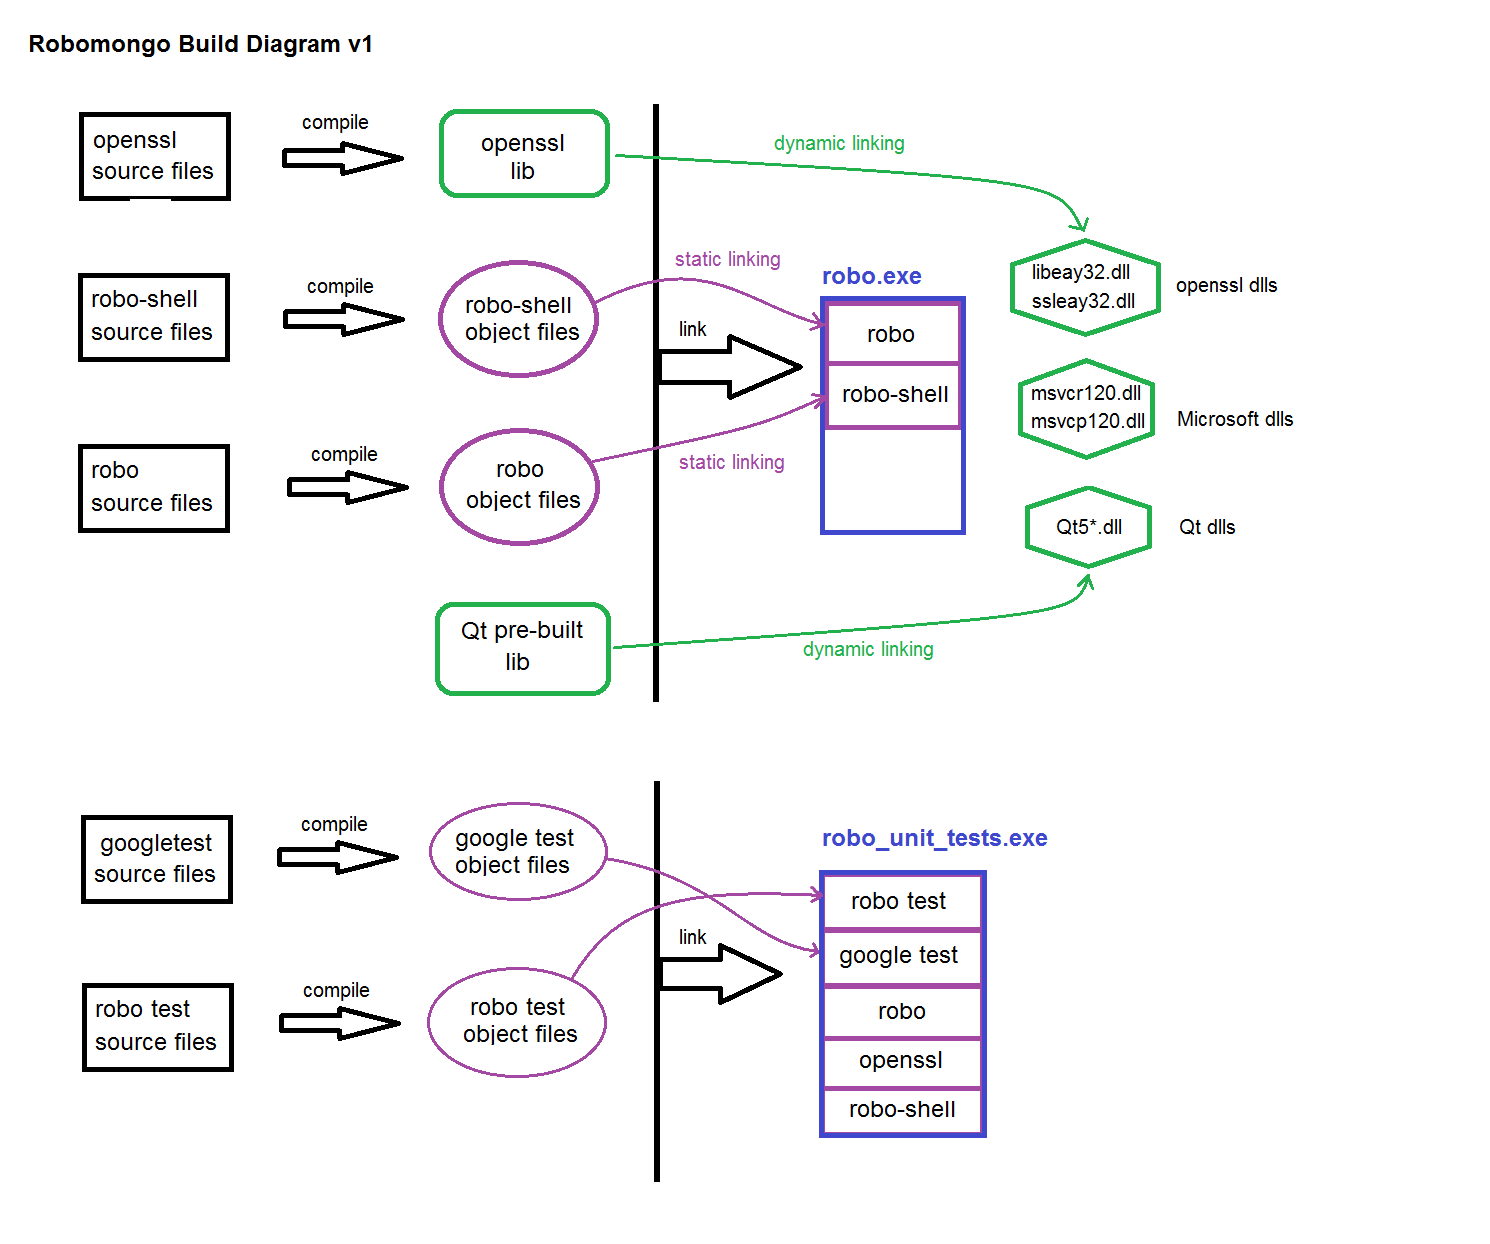 Robomongo Build Diagram v1
openssl
source files
compile
openssl
lib
dynamic linking
libeay32.dll
ssleay32.dll
openssl dlls
robo-shell
source files
compile
robo-shell
object files
static linking
link
robo.exe
robo
robo-shell
msvcr120.dll
msvcp120.dll
Microsoft dlls
robo
source files
compile
robo
object files
static linking
Qt5*.dll
Qt dlls
Qt pre-built
lib
dynamic linking
googletest
source files
compile
google test
object files
robo test
source files
compile
robo test
object files
link
robo_unit_tests.exe
robo test
google test
robo
openssl
robo-shell